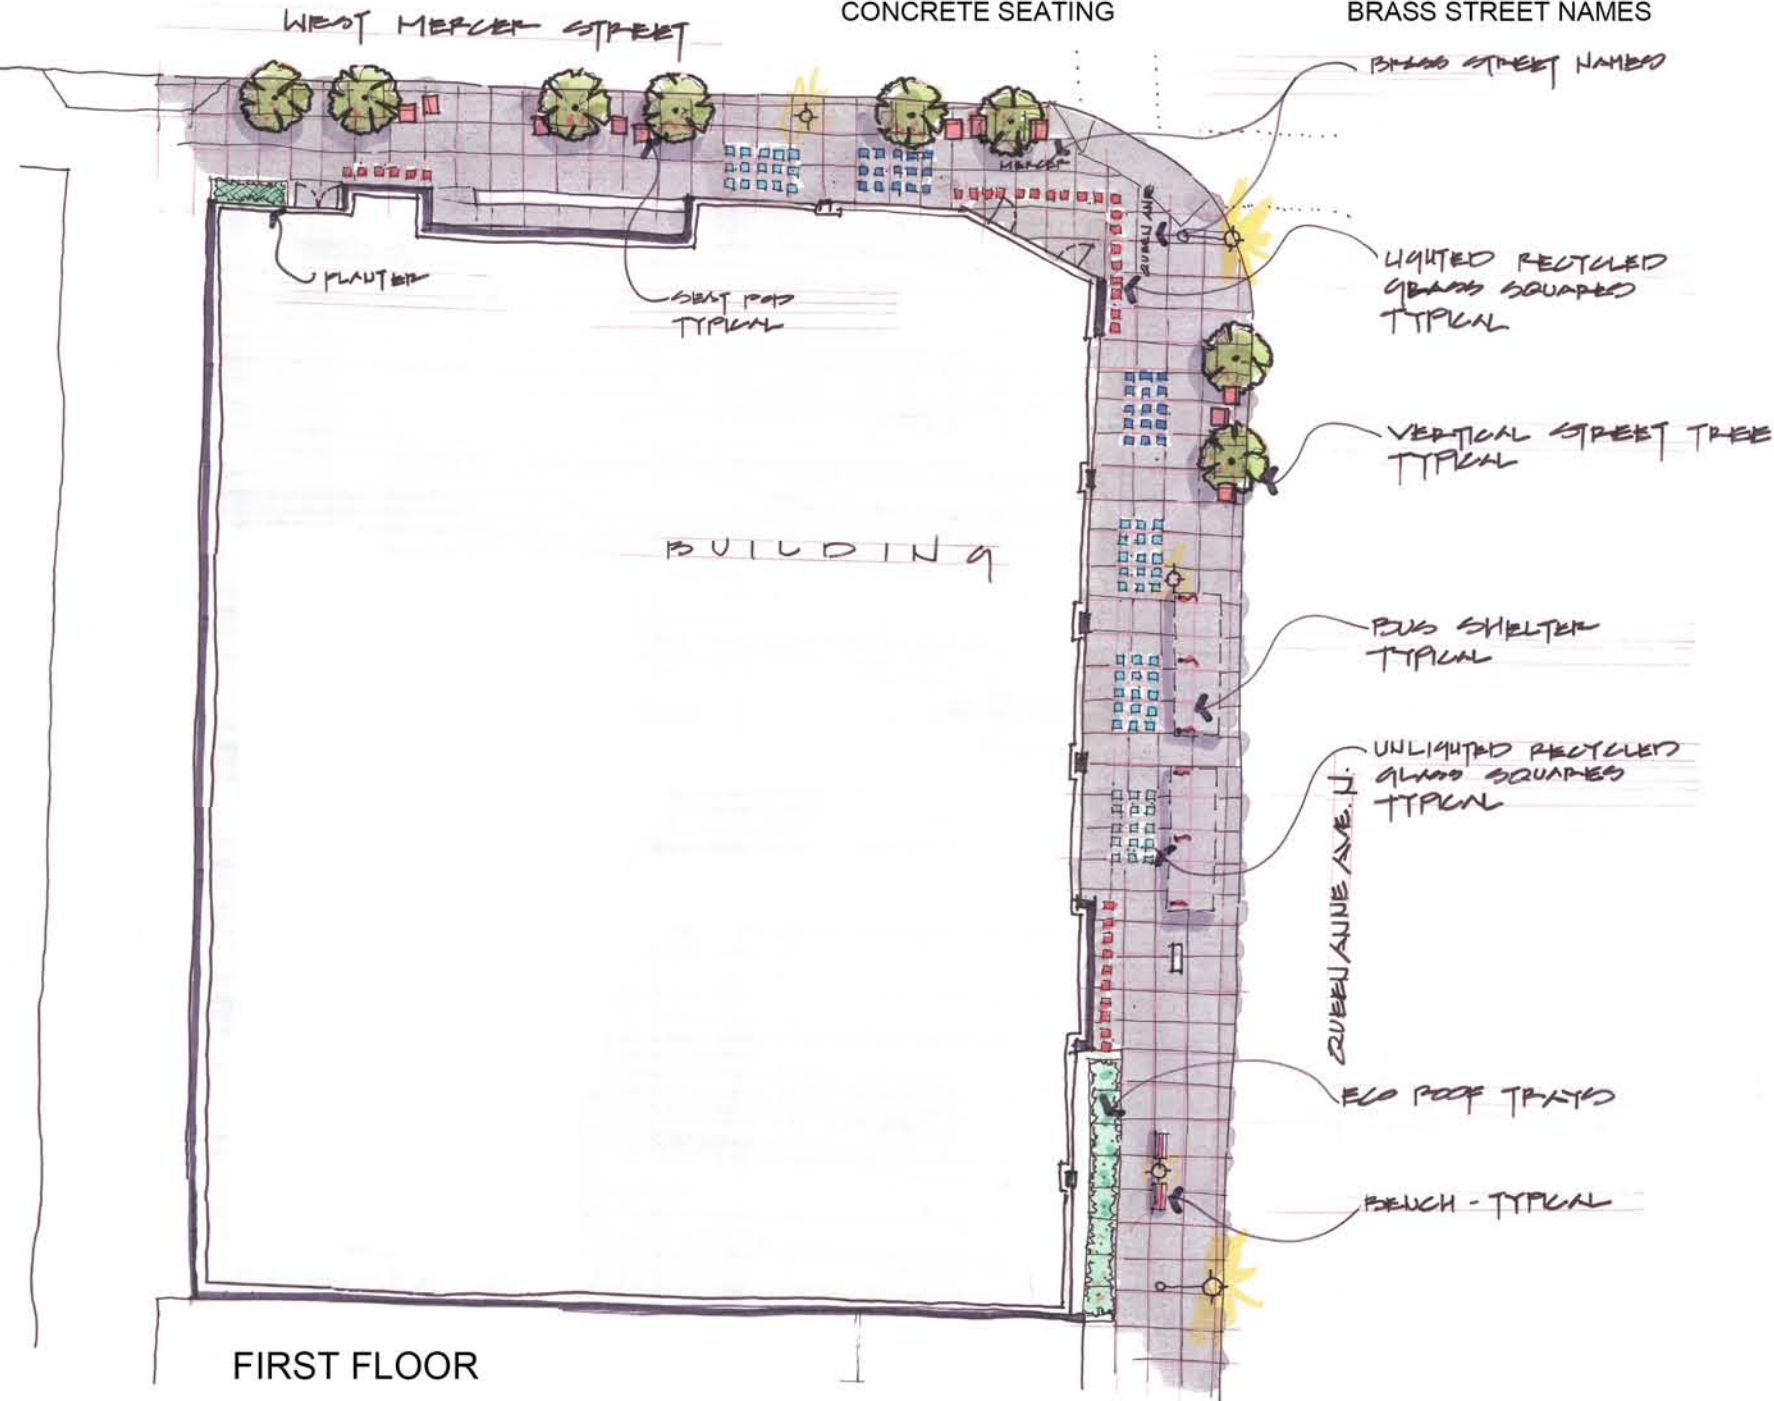 CONCRETE SEATING
BRASS STREET NAMES
WEST MERCER STREET
BRASS STREET NAMES
MERCER
QUEEN ANNE
PLANTER
SEAT POD
TYPICAL
LIGHTED RECYCLED
GLASS SQUARES
TYPICAL
VERTICAL STREET TREE
TYPICAL
BUILDING
BUS SHELTER
TYPICAL
UNLIGHTED RECYCLED
GLASS SQUARES
TYPICAL
QUEEN ANNE AVE. N.
ECO ROOF TRAYS
BENCH - TYPICAL
FIRST FLOOR